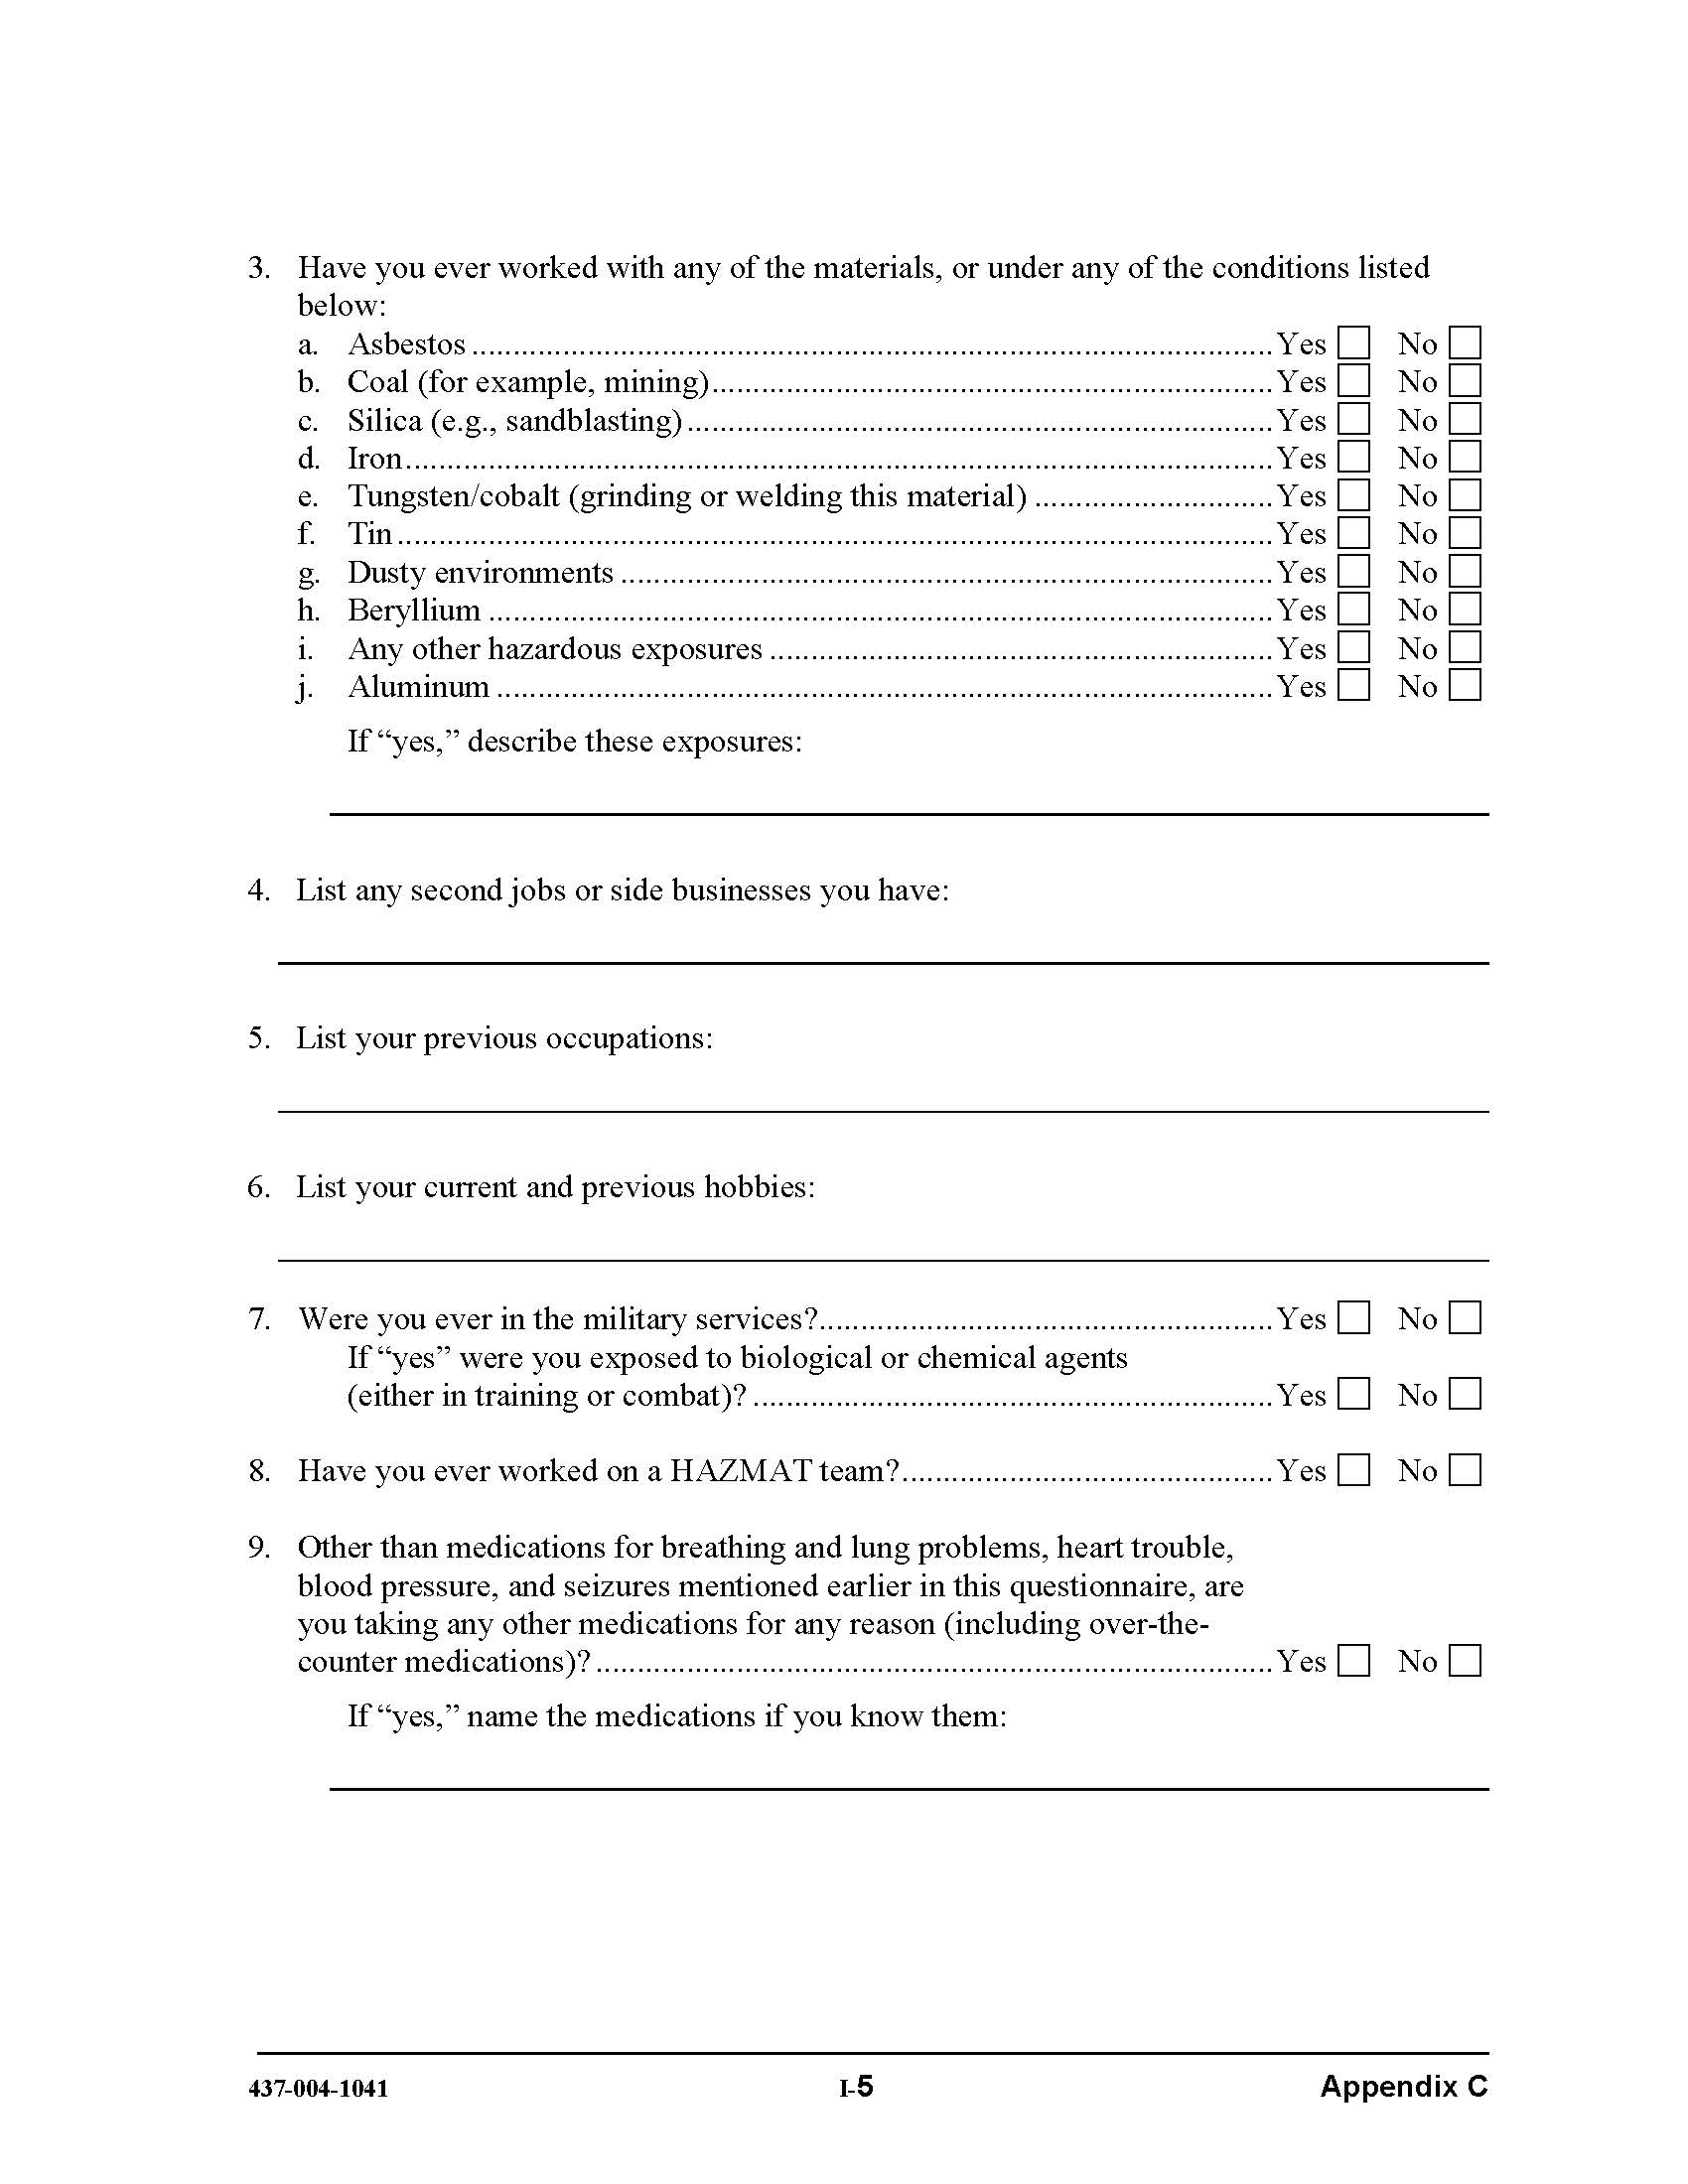 3. Have you ever worked with any of the materials, or under any of the conditions listed
below:
a. Asbestos ................................................................................................ Yes ☐ No ☐
b. Coal (for example, mining).................................................................... Yes ☐ No ☐
c. Silica (e.g., sandblasting) ....................................................................... Yes ☐ No ☐
d. Iron......................................................................................................... Yes ☐ No ☐
e. Tungsten/cobalt (grinding or welding this material) ............................. Yes ☐ No ☐
f. Tin .......................................................................................................... Yes ☐ No ☐
g. Dusty environments ............................................................................... Yes ☐ No ☐
h. Beryllium ............................................................................................... Yes ☐ No ☐
i. Any other hazardous exposures ............................................................. Yes ☐ No ☐
j. Aluminum .............................................................................................. Yes ☐ No ☐
If “yes,” describe these exposures:
4. List any second jobs or side businesses you have:
5. List your previous occupations:
6. List your current and previous hobbies:
7. Were you ever in the military services?....................................................... Yes ☐ No ☐
If “yes” were you exposed to biological or chemical agents
(either in training or combat)? ............................................................... Yes ☐ No ☐
8. Have you ever worked on a HAZMAT team?............................................. Yes ☐ No ☐
9. Other than medications for breathing and lung problems, heart trouble,
blood pressure, and seizures mentioned earlier in this questionnaire, are
you taking any other medications for any reason (including over-the-
counter medications)? .................................................................................. Yes ☐ No ☐
If “yes,” name the medications if you know them:
437-004-1041 I-5 Appendix C